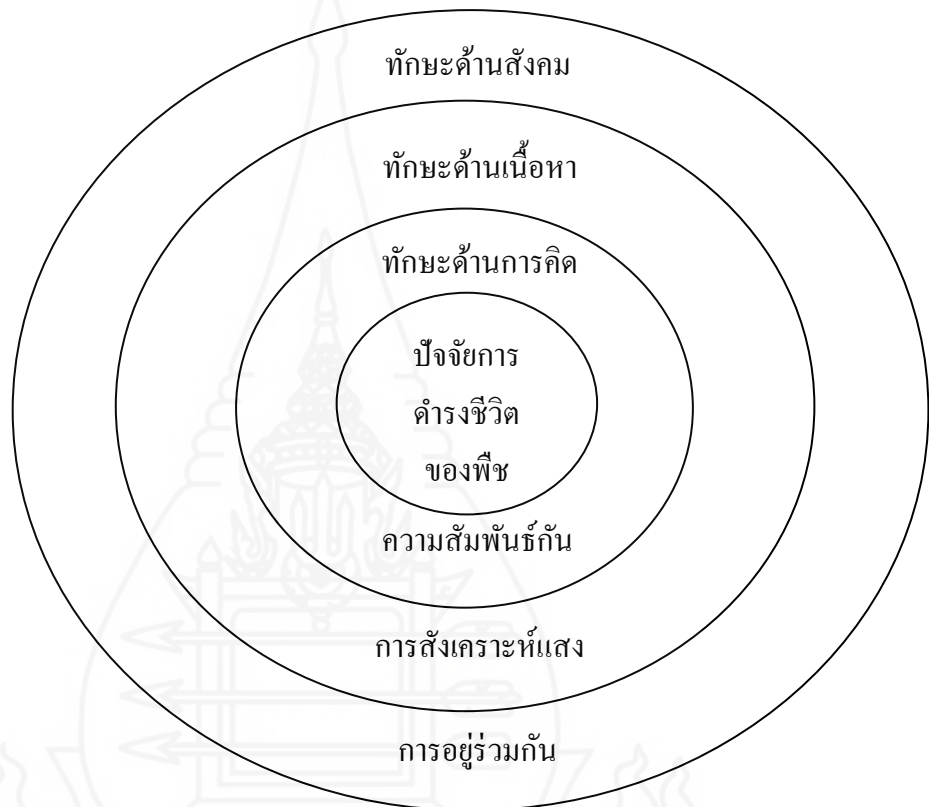 ทักษะด้านสังคม
ทักษะด้านเนื้อหา
ทักษะด้านการคิด
ปัจจัยการ
ดำรงชีวิต
ของพืช
ความสัมพันธ์กัน
การสังเคราะห์แสง
การอยู่ร่วมกัน